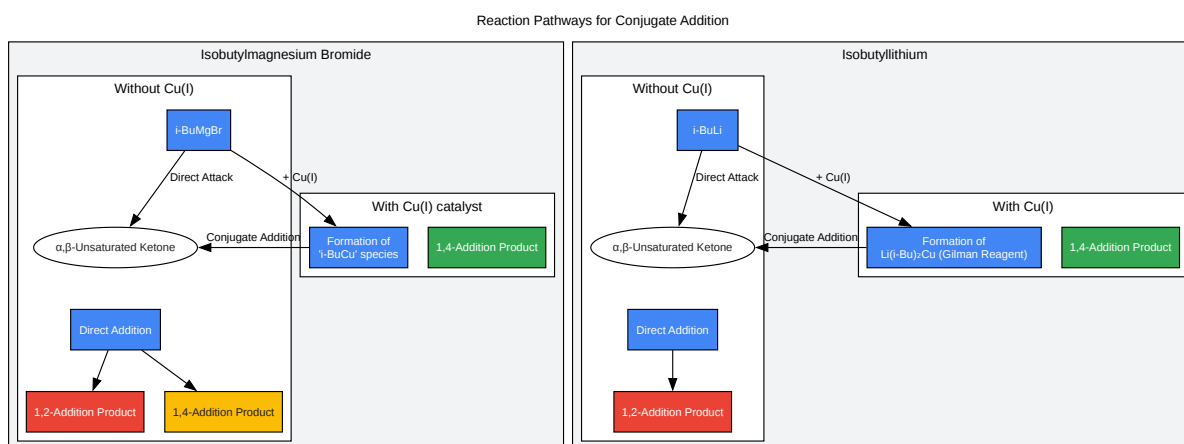 Reaction Pathways for Conjugate Addition
Isobutylmagnesium Bromide
Without Cu(I)
i-BuMgBr
Direct Attack
+ Cu(I)
With Cu(I) catalyst
α,β-Unsaturated Ketone
Conjugate Addition
Formation of
'i-BuCu' species
1,4-Addition Product
Direct Addition
1,2-Addition Product
1,4-Addition Product
Isobutyllithium
Without Cu(I)
i-BuLi
Direct Attack
+ Cu(I)
With Cu(I)
α,β-Unsaturated Ketone
Conjugate Addition
Formation of
Li(i-Bu)₂Cu (Gilman Reagent)
1,4-Addition Product
Direct Addition
1,2-Addition Product